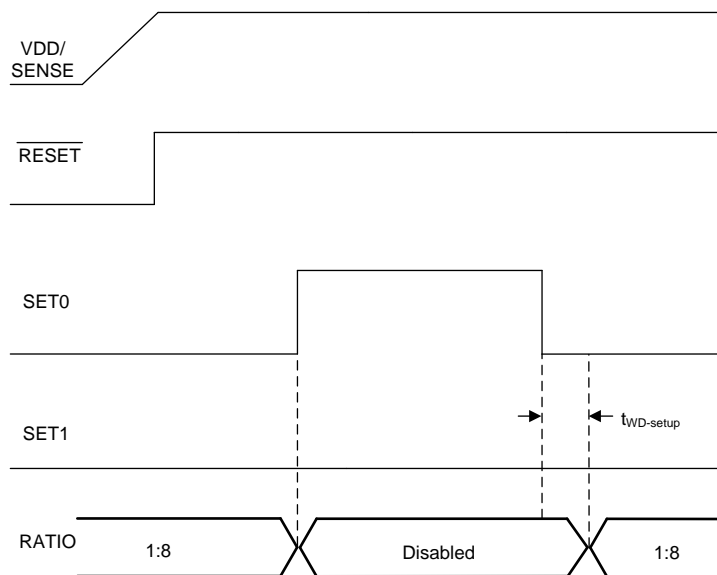 VDD/
SENSE
RESET
SET0
SET1
tWD-setup
RATIO
1:8
Disabled
1:8